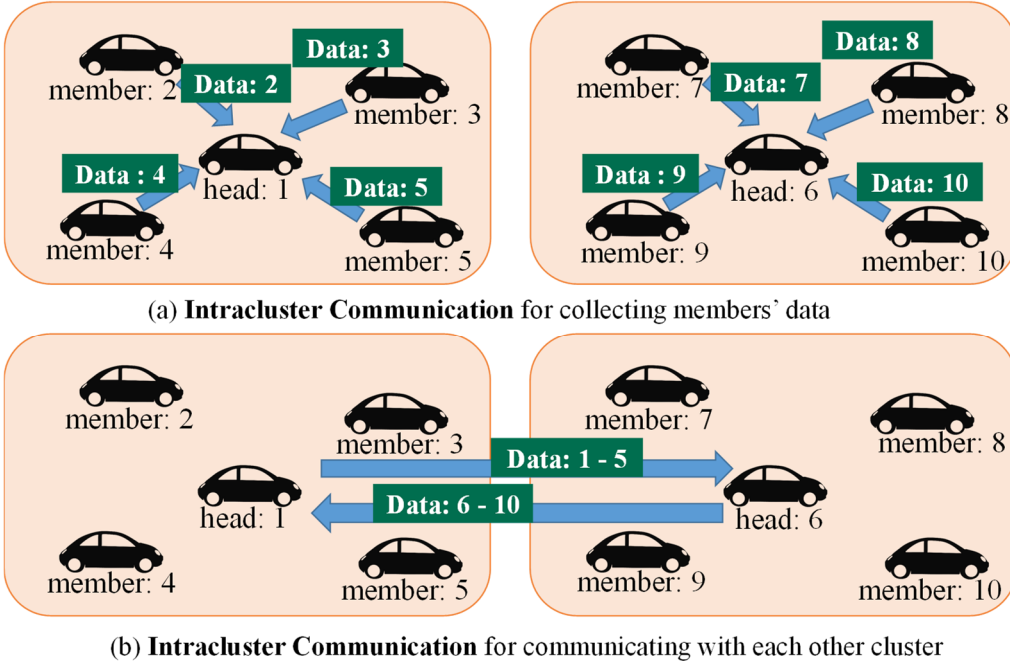 Data: 3
Data: 8
member: 2
Data: 2
member: 7
Data: 7
member: 3
member: 8
Data : 4
head: 1
Data: 5
Data : 9
head: 6
Data: 10
member: 4
member: 5
member: 9
member: 10
(a) Intracluster Communication for collecting members' data
member: 2
member: 7
member: 3
member: 8
Data: 1 - 5
head: 1
Data: 6 - 10
head: 6
member: 4
member: 5
member: 9
member: 10
(b) Intracluster Communication for communicating with each other cluster